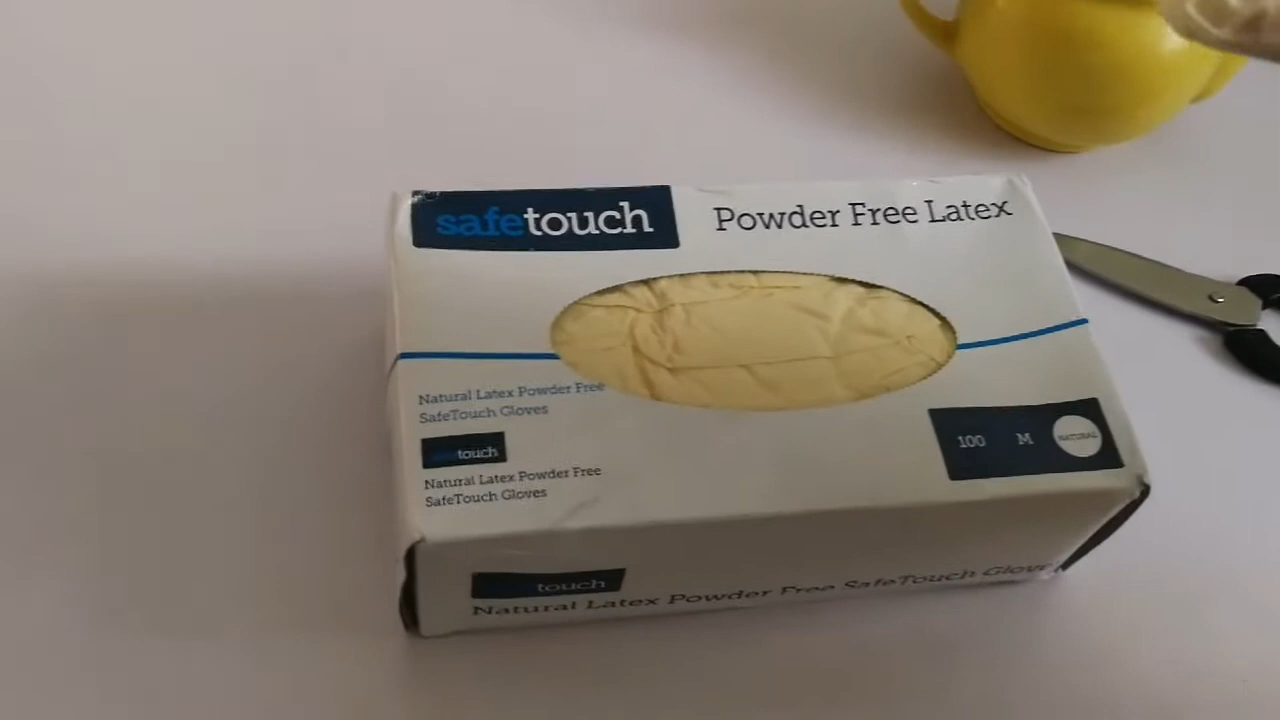 safetouch
Powder Free Latex
Natural Latex Powder Free
SafeTouch Gloves
touch
Natural Latex Powder Free
SafeTouch Gloves
100 M NATURAL
touch
Natural Latex Powder Free SafeTouch Glove